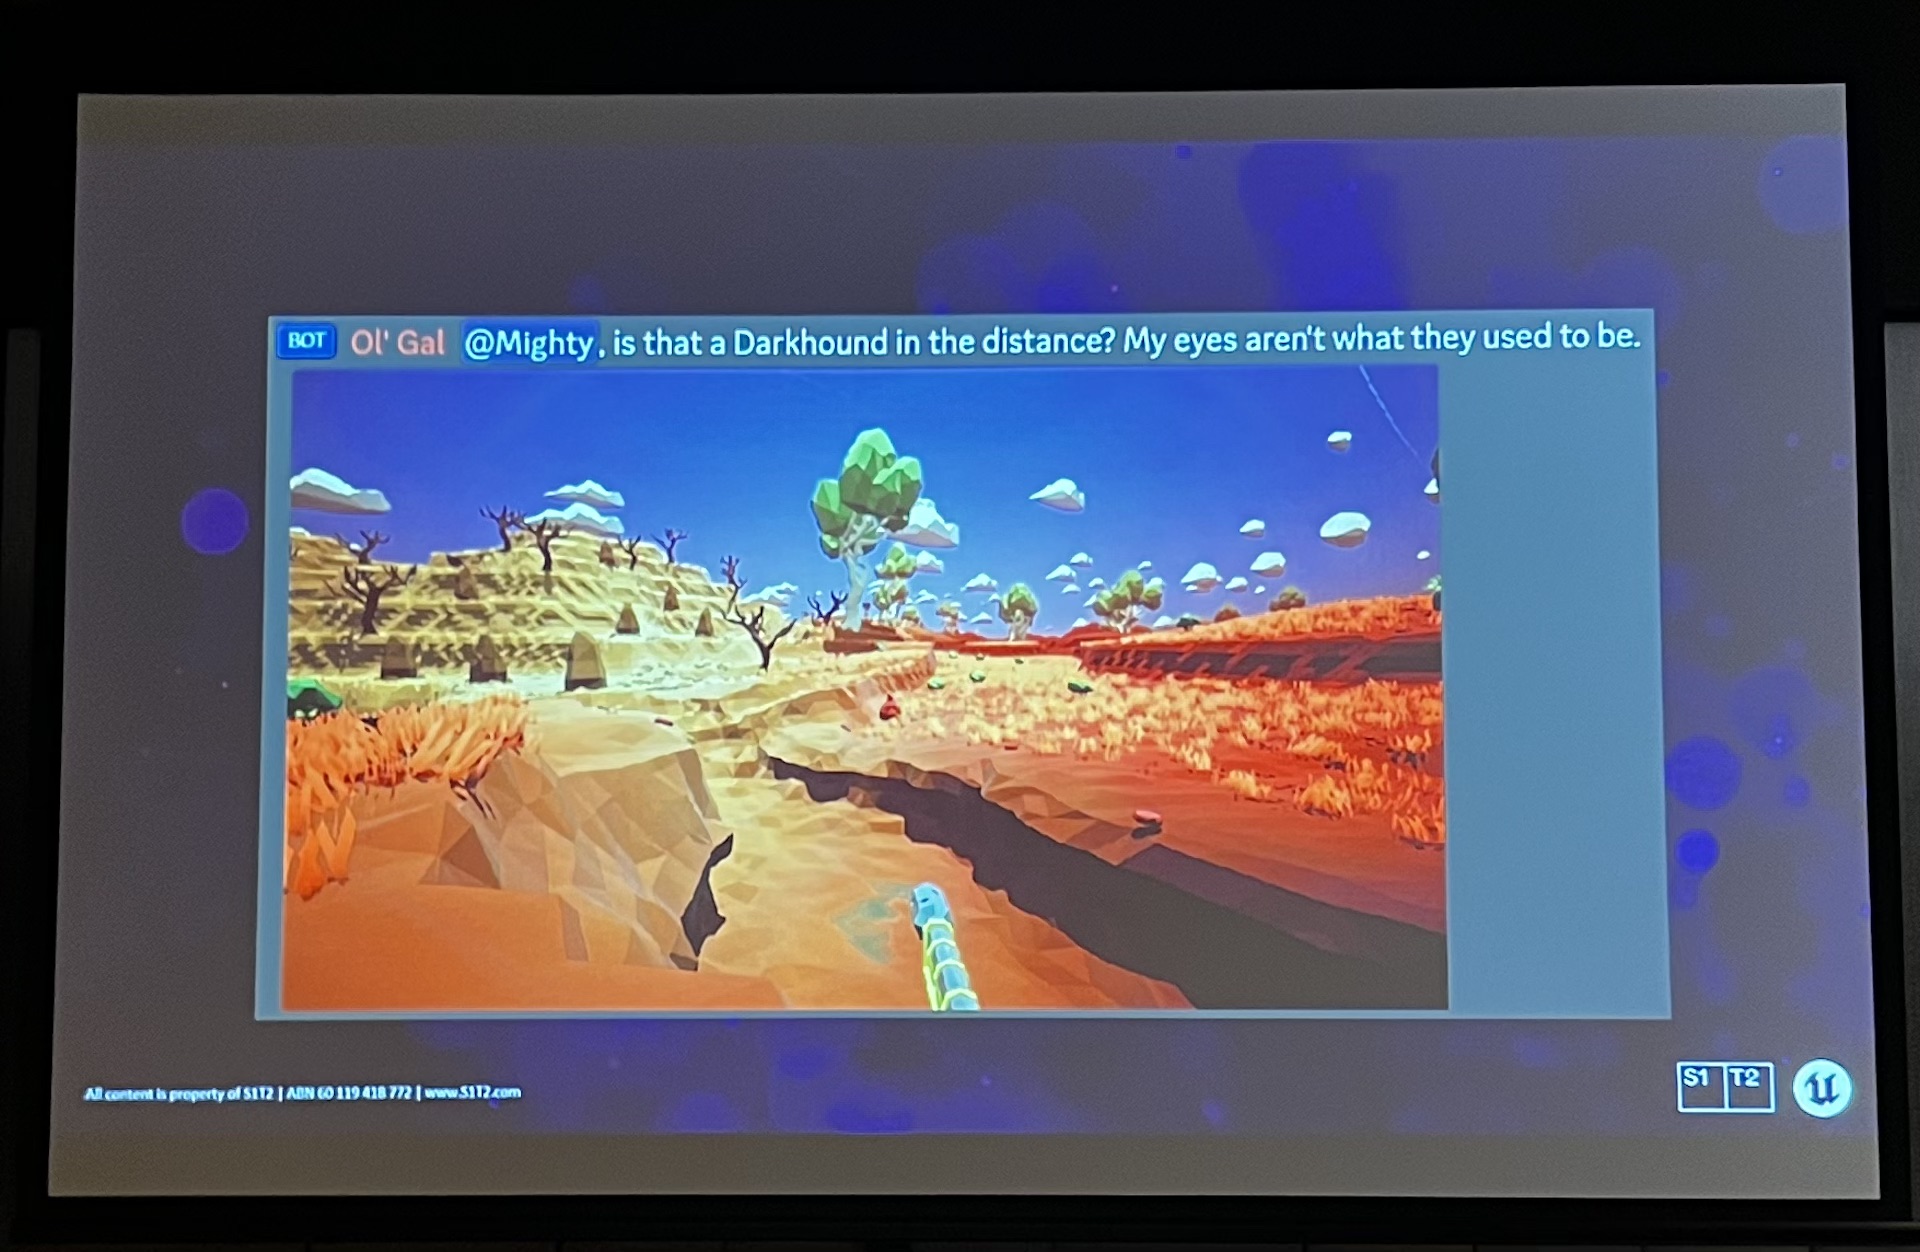 BOT Ol' Gal @Mighty, is that a Darkhound in the distance? My eyes aren't what they used to be.
All content is property of S1T2 | ABN 60 119 418 772 | www.S1T2.com
S1 T2